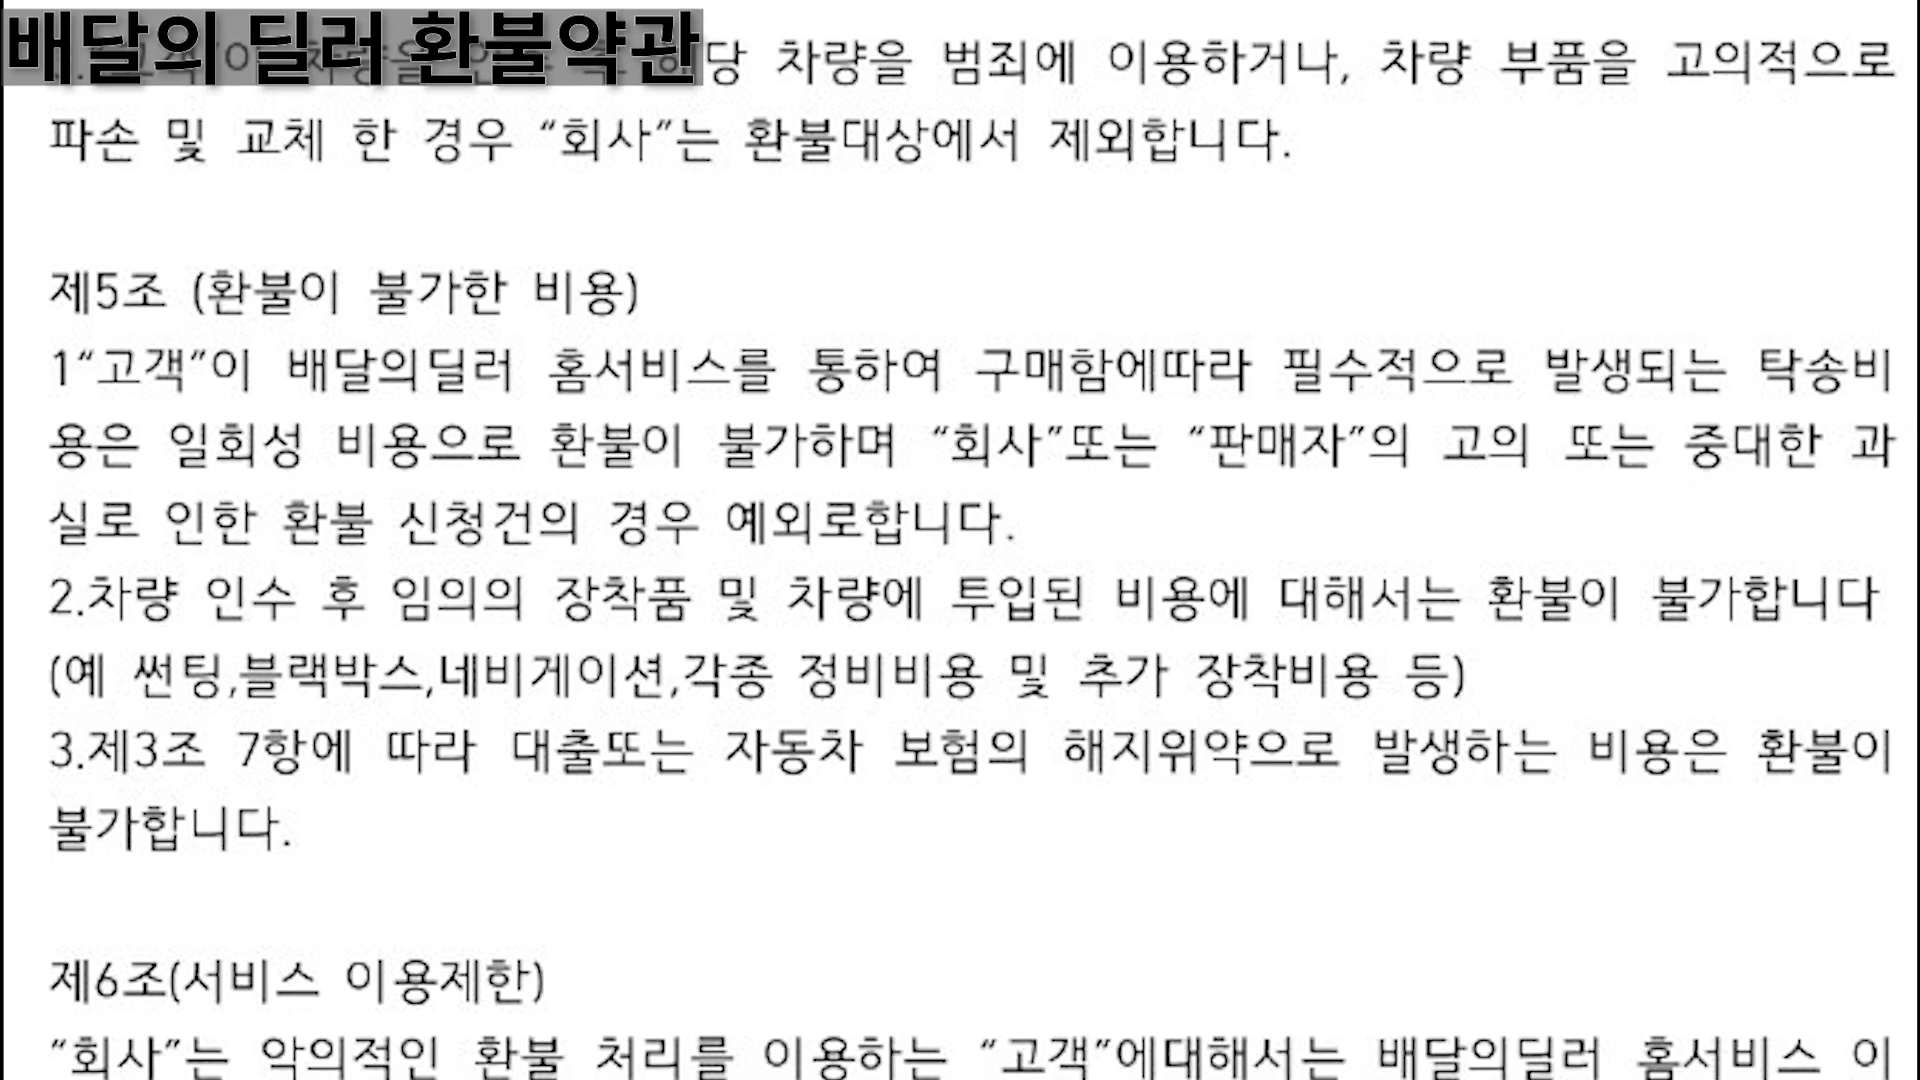 배달의 딜러 환불약관
당 차량을 범죄에 이용하거나, 차량 부품을 고의적으로
파손 및 교체 한 경우 “회사”는 환불대상에서 제외합니다.
제5조 (환불이 불가한 비용)
1“고객”이 배달의딜러 홈서비스를 통하여 구매함에따라 필수적으로 발생되는 탁송비
용은 일회성 비용으로 환불이 불가하며 “회사”또는 “판매자”의 고의 또는 중대한 과
실로 인한 환불 신청건의 경우 예외로합니다.
2.차량 인수 후 임의의 장착품 및 차량에 투입된 비용에 대해서는 환불이 불가합니다
(예 썬팅,블랙박스,네비게이션,각종 정비비용 및 추가 장착비용 등)
3.제3조 7항에 따라 대출또는 자동차 보험의 해지위약으로 발생하는 비용은 환불이
불가합니다.
제6조(서비스 이용제한)
“회사”는 악의적인 환불 처리를 이용하는 “고객”에대해서는 배달의딜러 홈서비스 이